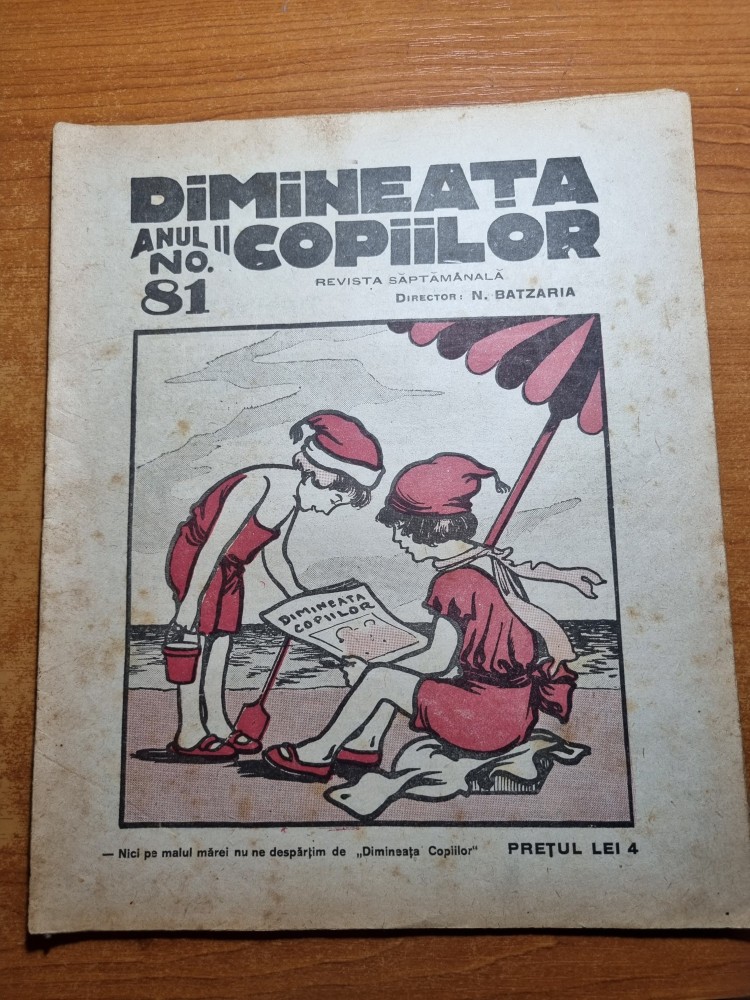 DiMiNEAȚA
ANUL II COPiiLOR
No.
81
REVISTA SĂPTĂMÂNALĂ
DIRECTOR: N. BATZARIA
DIMINEATA
COPIILOR
— Nici pe malul mărei nu ne despărțim de „Dimineața Copiilor" PREȚUL LEI 4